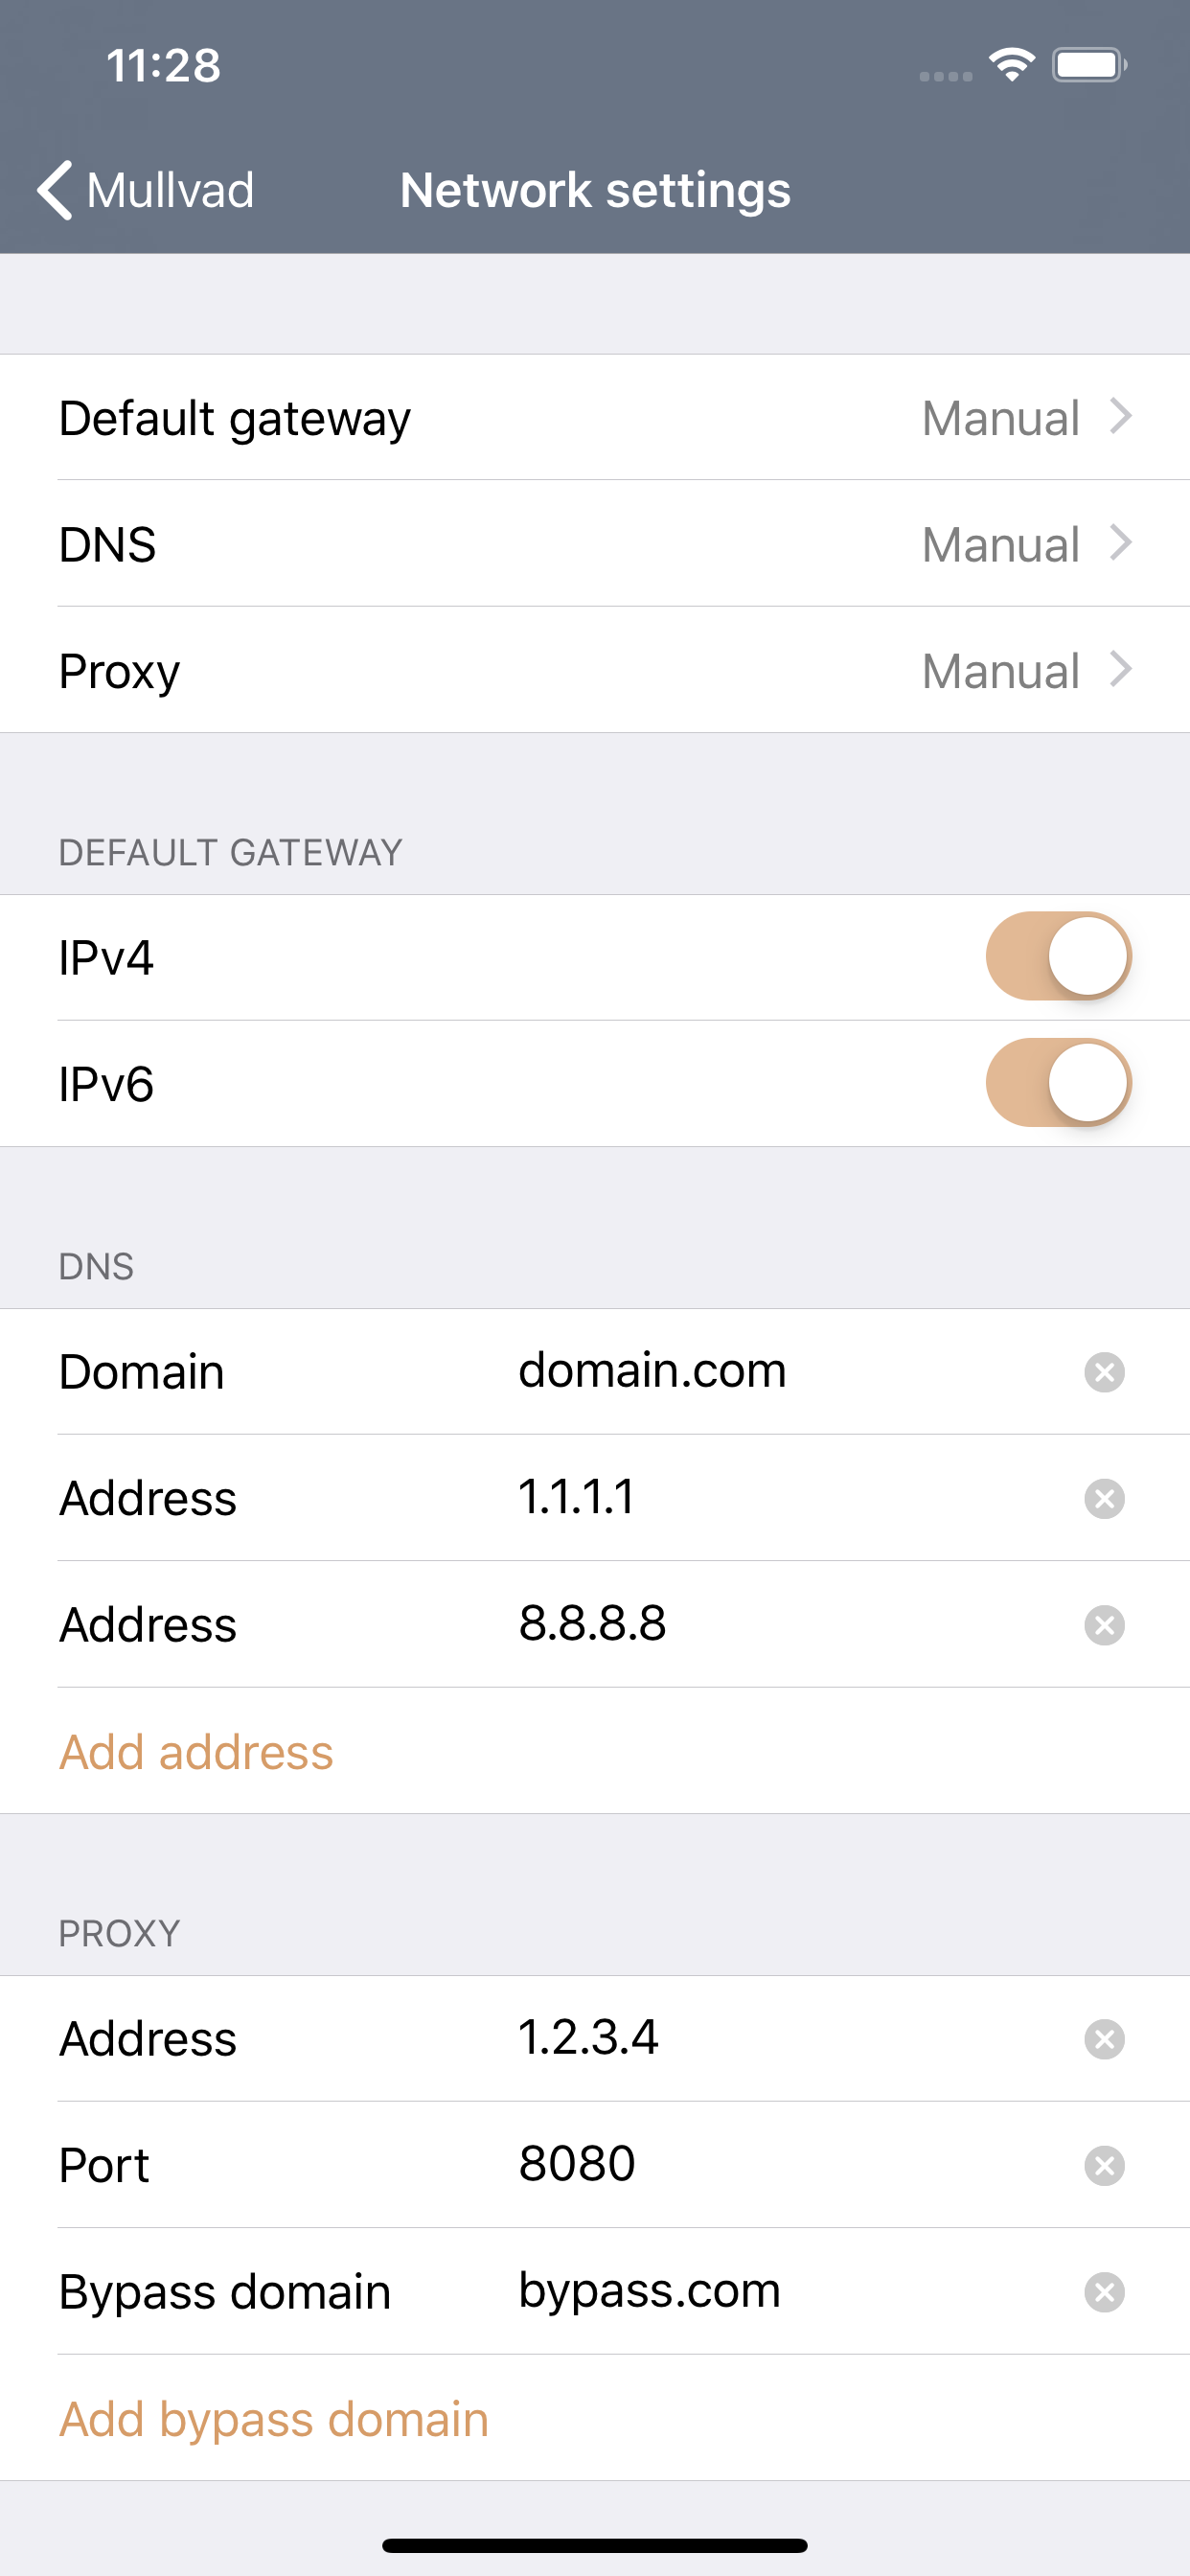 11:28
Mullvad Network settings
Default gateway Manual
DNS Manual
Proxy Manual
DEFAULT GATEWAY
IPv4
IPv6
DNS
Domain domain.com
Address 1.1.1.1
Address 8.8.8.8
Add address
PROXY
Address 1.2.3.4
Port 8080
Bypass domain bypass.com
Add bypass domain